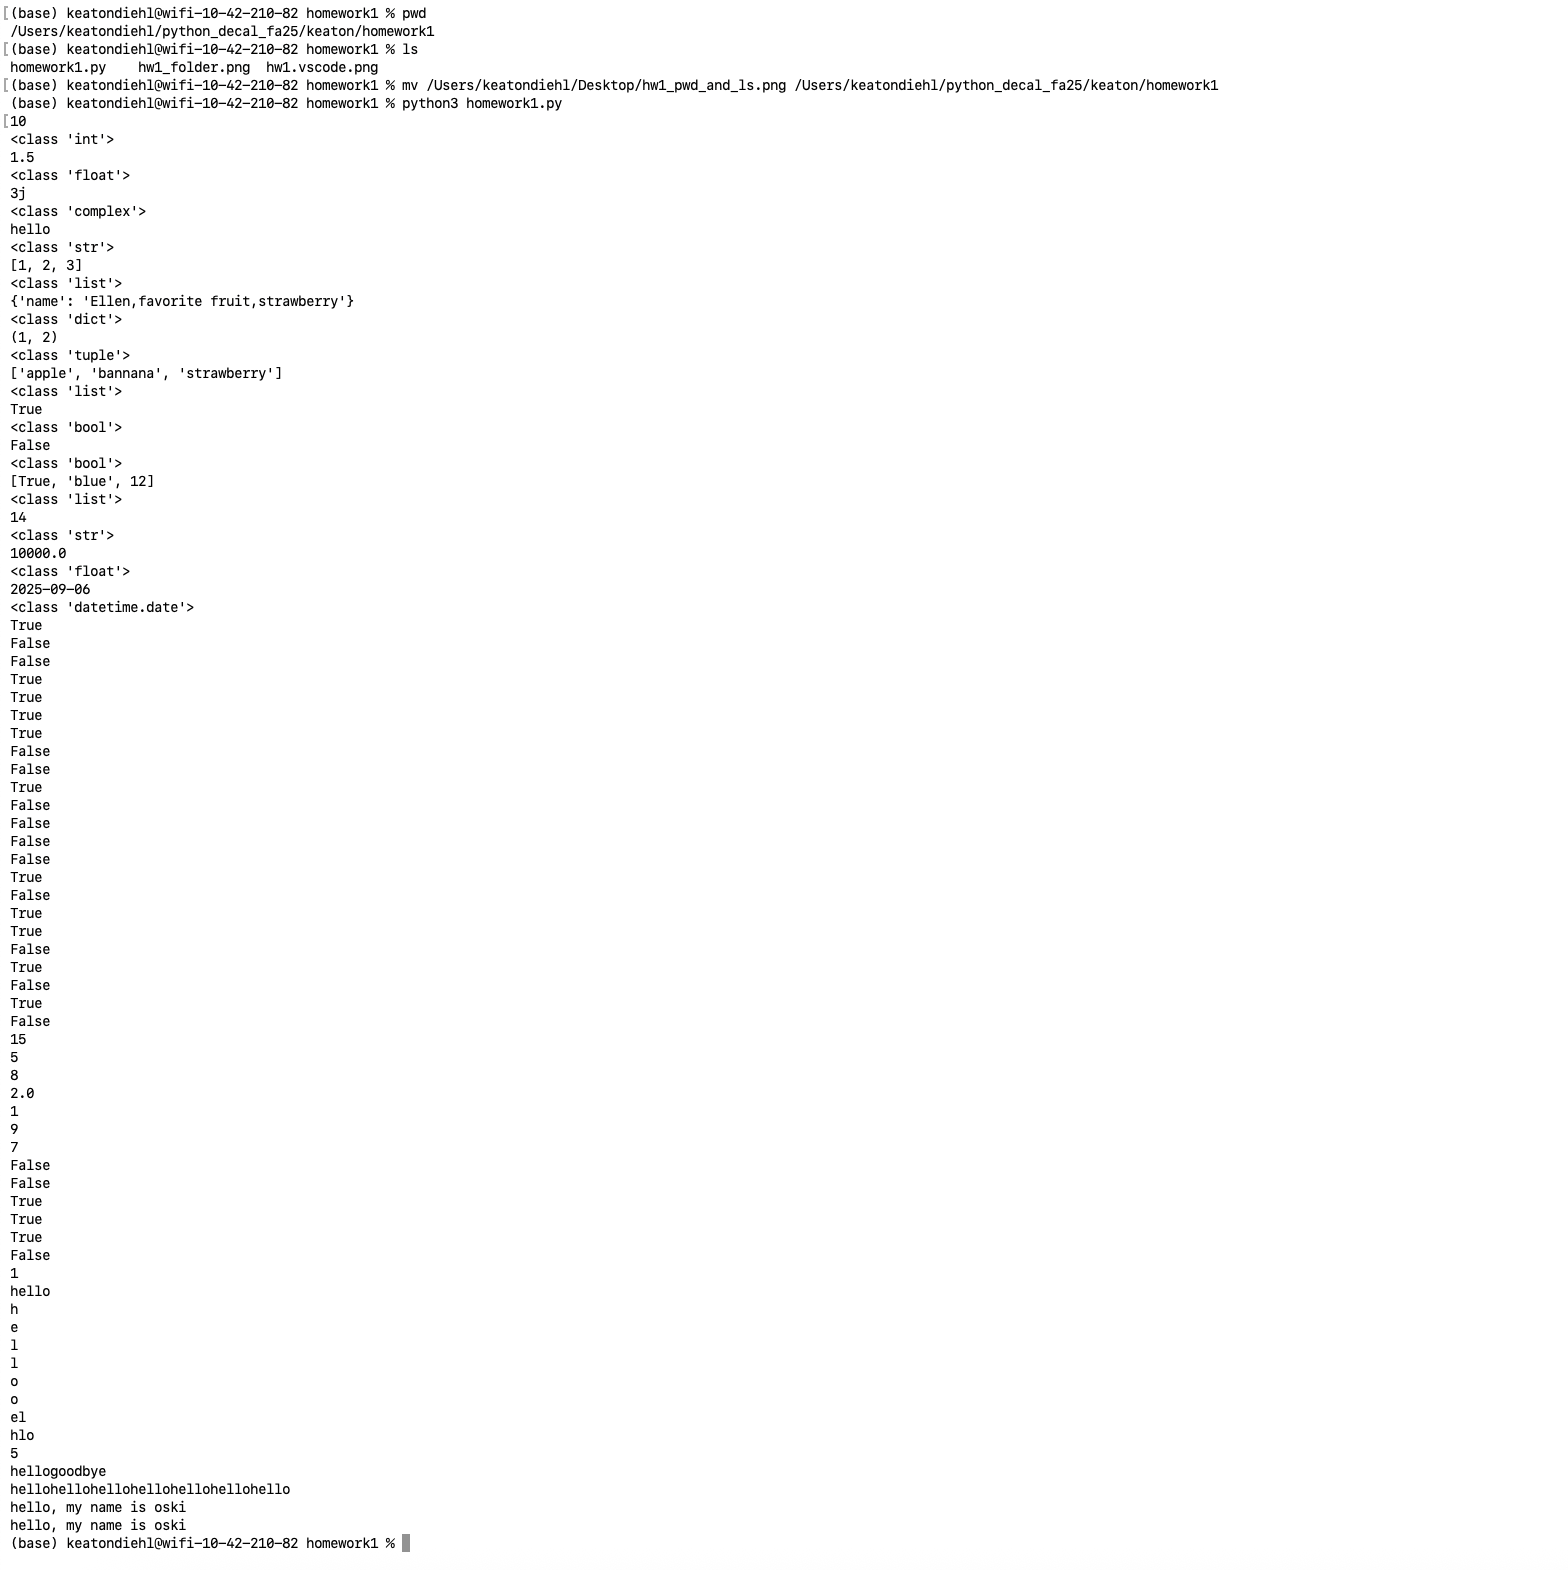 (base) keatondiehl@wifi-10-42-210-82 homework1 % pwd
/Users/keatondiehl/python_decal_fa25/keaton/homework1
(base) keatondiehl@wifi-10-42-210-82 homework1 % ls
homework1.py    hw1_folder.png  hw1.vscode.png
(base) keatondiehl@wifi-10-42-210-82 homework1 % mv /Users/keatondiehl/Desktop/hw1_pwd_and_ls.png /Users/keatondiehl/python_decal_fa25/keaton/homework1
(base) keatondiehl@wifi-10-42-210-82 homework1 % python3 homework1.py
10
<class 'int'>
1.5
<class 'float'>
3j
<class 'complex'>
hello
<class 'str'>
[1, 2, 3]
<class 'list'>
{'name': 'Ellen,favorite fruit,strawberry'}
<class 'dict'>
(1, 2)
<class 'tuple'>
['apple', 'bannana', 'strawberry']
<class 'list'>
True
<class 'bool'>
False
<class 'bool'>
[True, 'blue', 12]
<class 'list'>
14
<class 'str'>
10000.0
<class 'float'>
2025-09-06
<class 'datetime.date'>
True
False
False
True
True
True
True
False
False
True
False
False
False
False
True
False
True
True
False
True
False
True
False
15
5
8
2.0
1
9
7
False
False
True
True
True
False
1
hello
h
e
l
l
o
o
el
hlo
5
hellogoodbye
hellohellohellohellohellohellohello
hello, my name is oski
hello, my name is oski
(base) keatondiehl@wifi-10-42-210-82 homework1 %